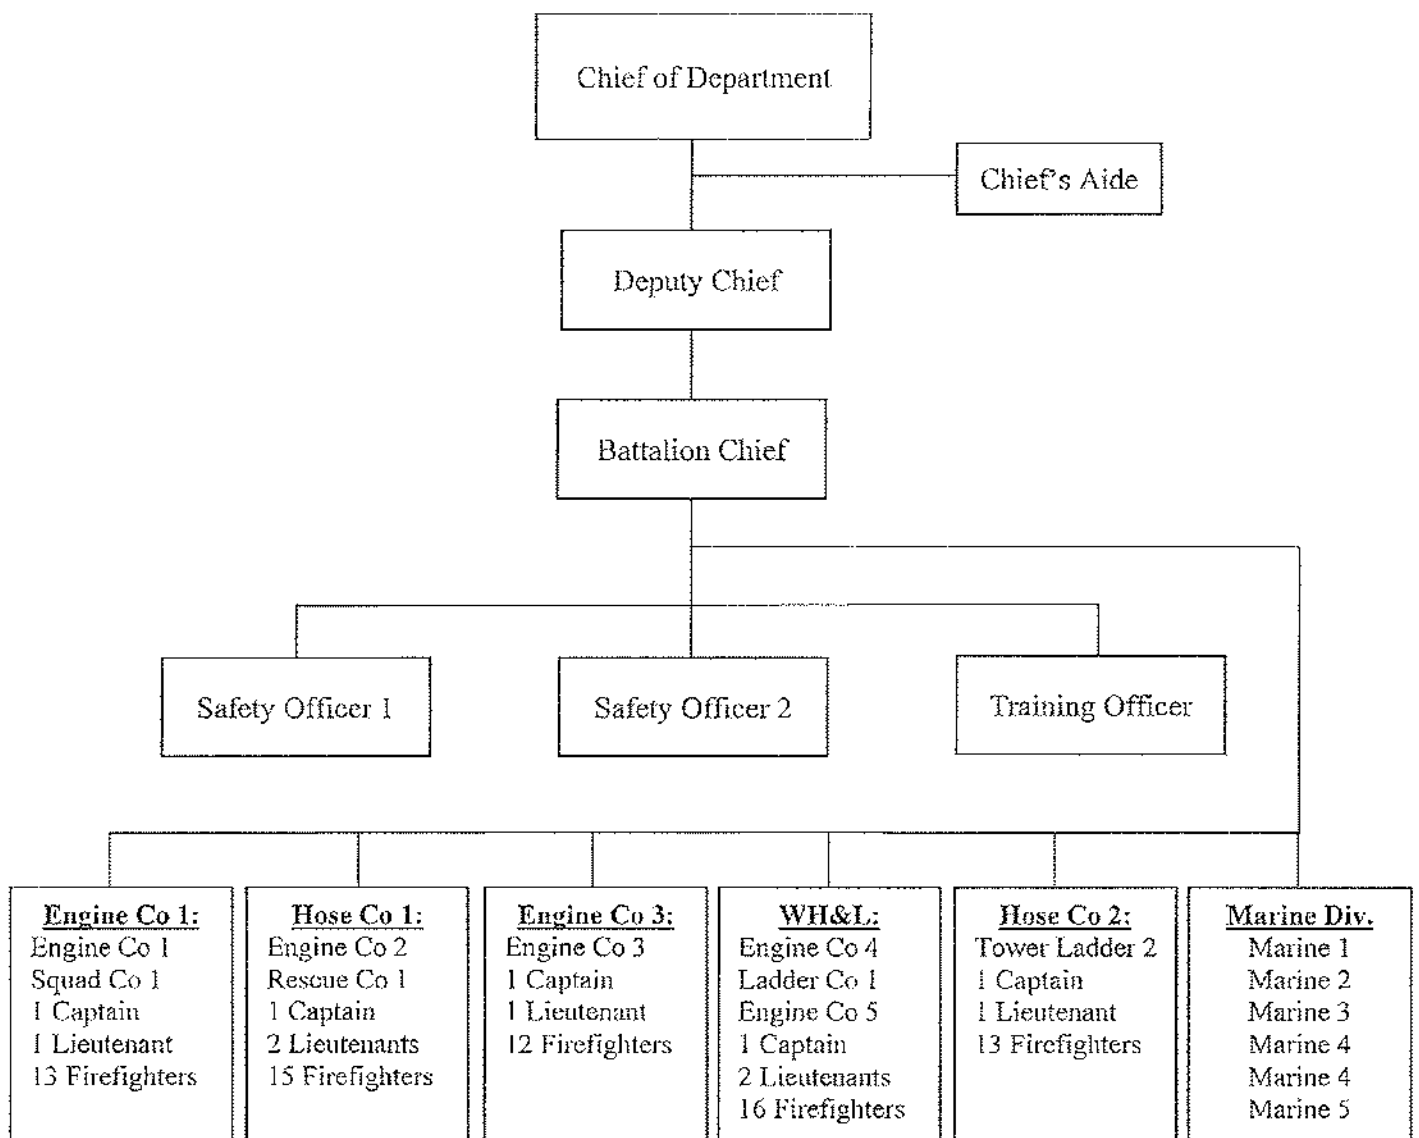 Chief of Department
Chief's Aide
Deputy Chief
Battalion Chief
Safety Officer 1
Safety Officer 2
Training Officer
Engine Co 1:
Engine Co 1
Squad Co 1
1 Captain
1 Lieutenant
13 Firefighters
Hose Co 1:
Engine Co 2
Rescue Co 1
1 Captain
2 Lieutenants
15 Firefighters
Engine Co 3:
Engine Co 3
1 Captain
1 Lieutenant
12 Firefighters
WH&L:
Engine Co 4
Ladder Co 1
Engine Co 5
1 Captain
2 Lieutenants
16 Firefighters
Hose Co 2:
Tower Ladder 2
1 Captain
1 Lieutenant
13 Firefighters
Marine Div.
Marine 1
Marine 2
Marine 3
Marine 4
Marine 4
Marine 5